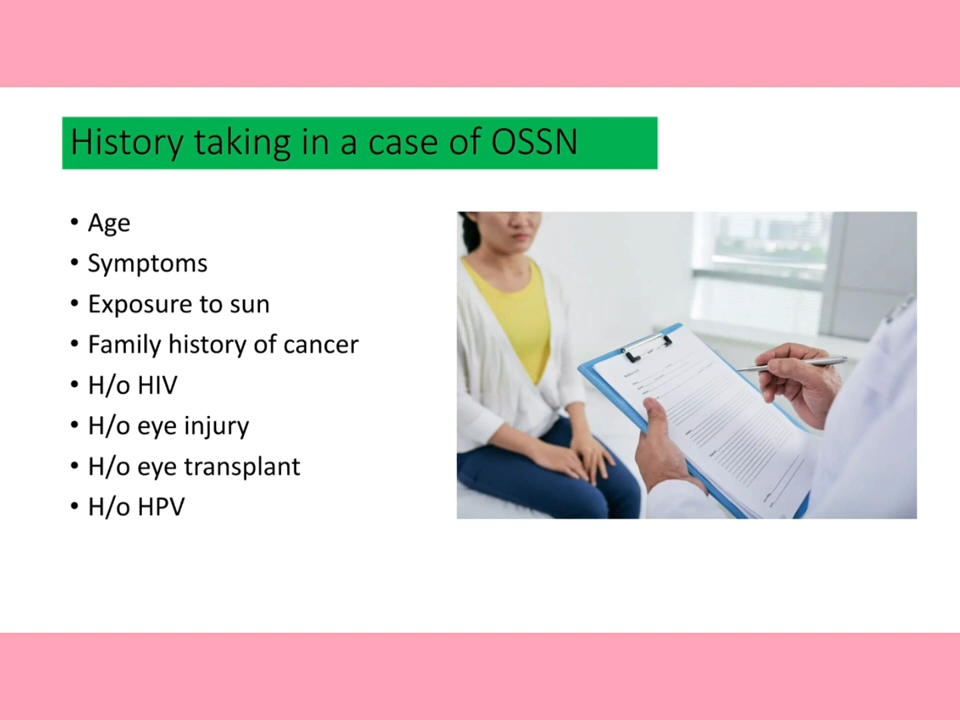 History taking in a case of OSSN
• Age
• Symptoms
• Exposure to sun
• Family history of cancer
• H/o HIV
• H/o eye injury
• H/o eye transplant
• H/o HPV